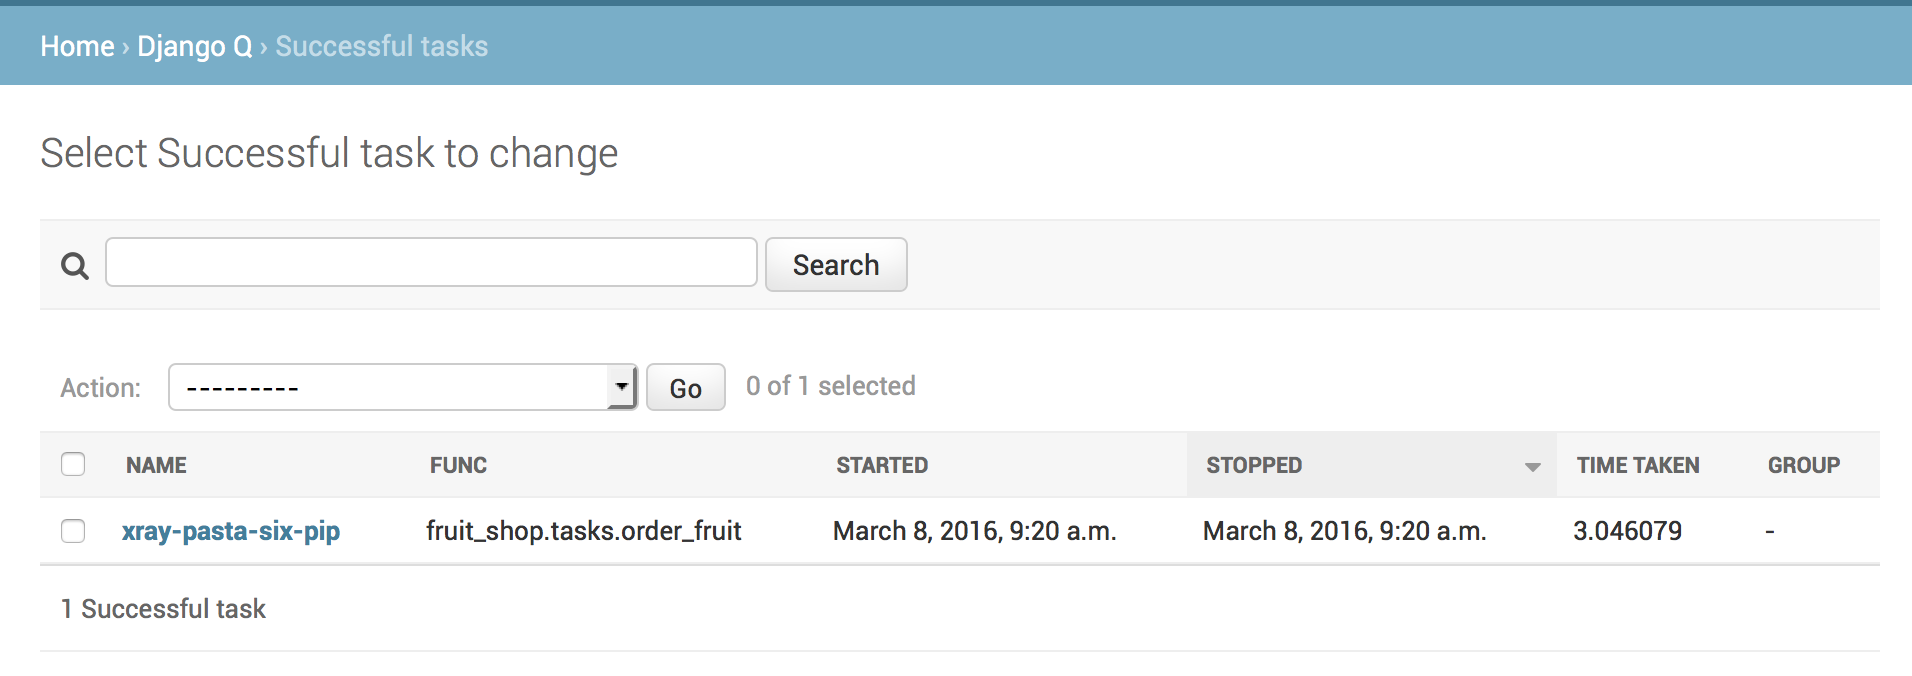 Home › Django Q › Successful tasks
Select Successful task to change
Search
Action: --------- Go 0 of 1 selected
NAME FUNC STARTED STOPPED TIME TAKEN GROUP
xray-pasta-six-pip fruit_shop.tasks.order_fruit March 8, 2016, 9:20 a.m. March 8, 2016, 9:20 a.m. 3.046079 -
1 Successful task